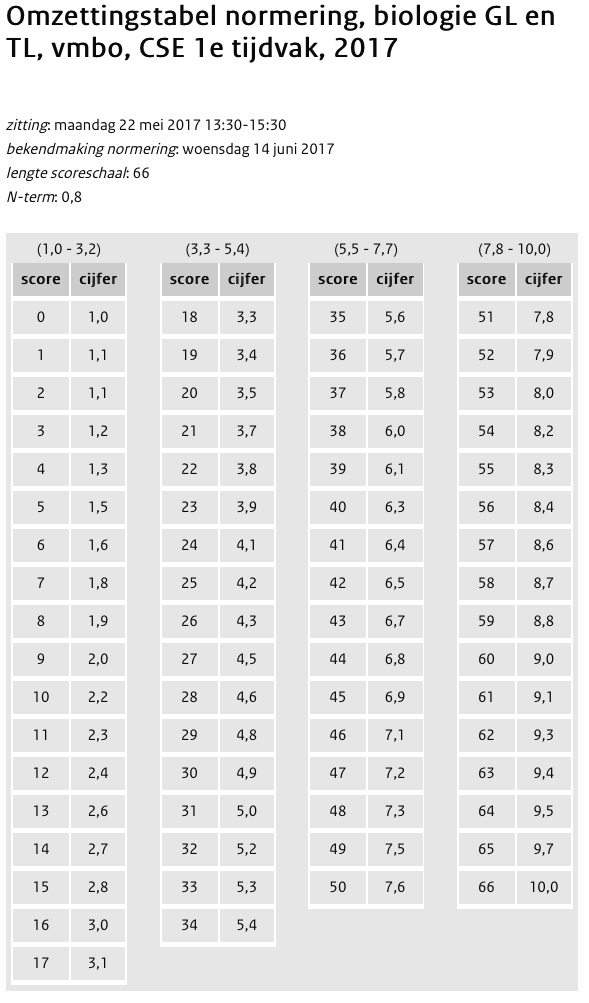 Omzettingstabel normering, biologie GL en
TL, vmbo, CSE 1e tijdvak, 2017
zitting: maandag 22 mei 2017 13:30-15:30
bekendmaking normering: woensdag 14 juni 2017
lengte scoreschaal: 66
N-term: 0,8
(1,0 - 3,2) (3,3 - 5,4) (5,5 - 7,7) (7,8 - 10,0)
score cijfer score cijfer score cijfer score cijfer
0 1,0 18 3,3 35 5,6 51 7,8
1 1,1 19 3,4 36 5,7 52 7,9
2 1,1 20 3,5 37 5,8 53 8,0
3 1,2 21 3,7 38 6,0 54 8,2
4 1,3 22 3,8 39 6,1 55 8,3
5 1,5 23 3,9 40 6,3 56 8,4
6 1,6 24 4,1 41 6,4 57 8,6
7 1,8 25 4,2 42 6,5 58 8,7
8 1,9 26 4,3 43 6,7 59 8,8
9 2,0 27 4,5 44 6,8 60 9,0
10 2,2 28 4,6 45 6,9 61 9,1
11 2,3 29 4,8 46 7,1 62 9,3
12 2,4 30 4,9 47 7,2 63 9,4
13 2,6 31 5,0 48 7,3 64 9,5
14 2,7 32 5,2 49 7,5 65 9,7
15 2,8 33 5,3 50 7,6 66 10,0
16 3,0 34 5,4
17 3,1